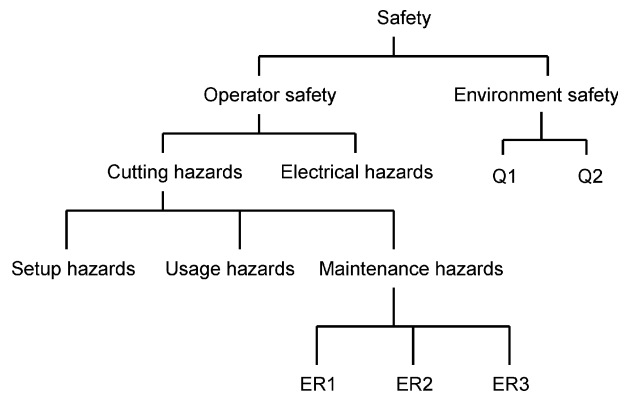 Safety
Operator safety
Environment safety
Cutting hazards
Electrical hazards
Q1
Q2
Setup hazards
Usage hazards
Maintenance hazards
ER1
ER2
ER3